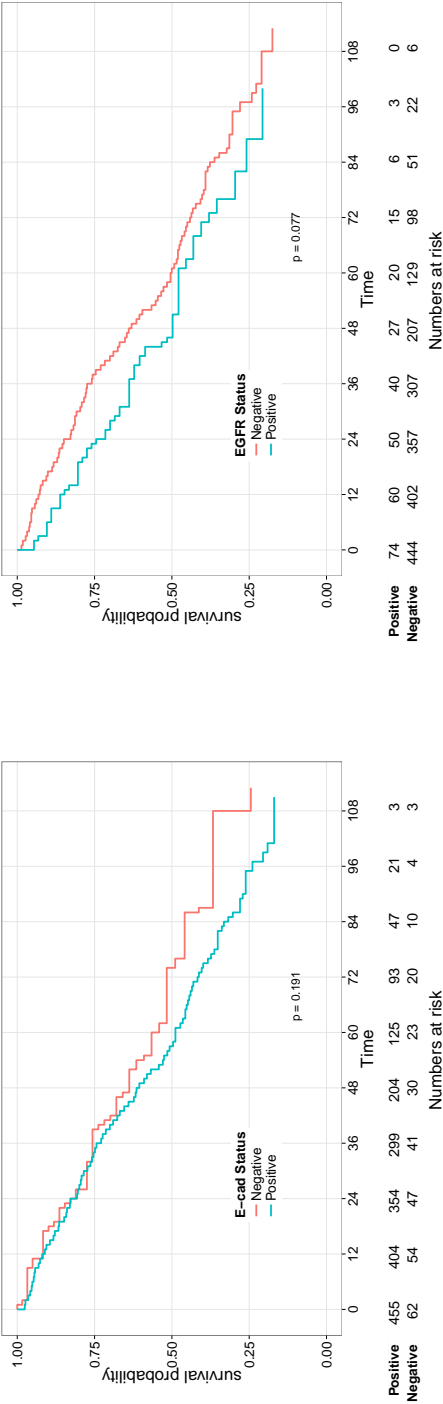 1.00
0.75
0.50
0.25
0.00
survival probability
E−cad Status
Negative
Positive
p = 0.191
0 12 24 36 48 60 72 84 96 108
Time
Positive 455 404 354 299 204 125 93 47 21 3
Negative 62 54 47 41 30 23 20 10 4 3
Numbers at risk
1.00
0.75
0.50
0.25
0.00
survival probability
EGFR Status
Negative
Positive
p = 0.077
0 12 24 36 48 60 72 84 96 108
Time
Positive 74 60 50 40 27 20 15 6 3 0
Negative 444 402 357 307 207 129 98 51 22 6
Numbers at risk